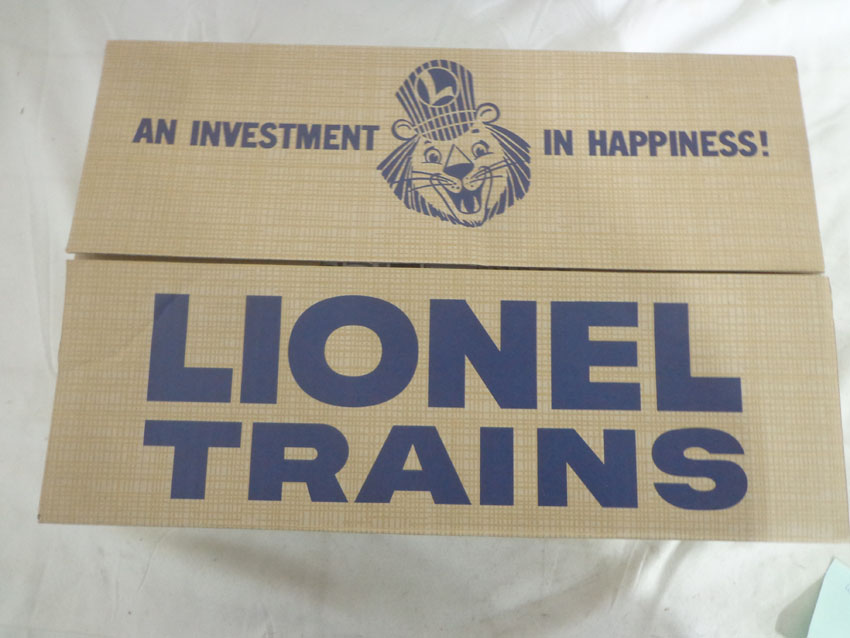 AN INVESTMENT L IN HAPPINESS!
LIONEL
TRAINS